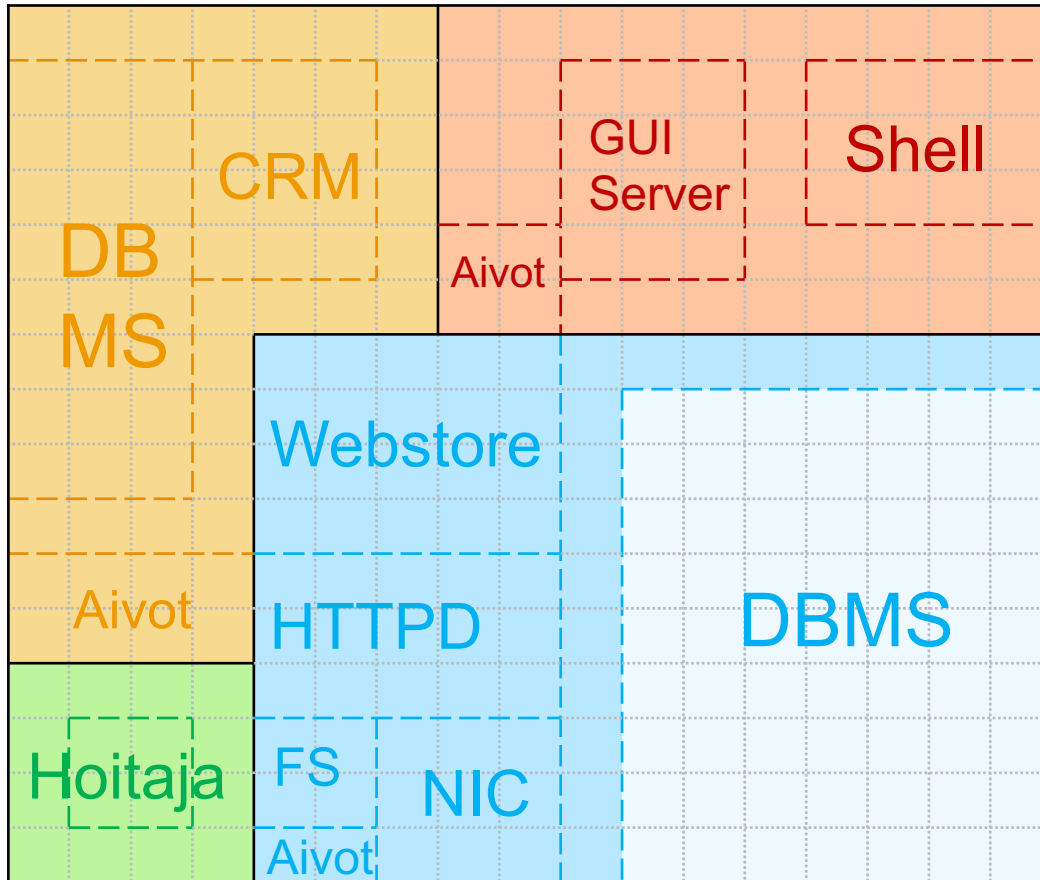 CRM
DB
MS
Aivot
GUI
Server
Shell
Aivot
Webstore
HTTPD
DBMS
FS
NIC
Aivot
Hoitaja